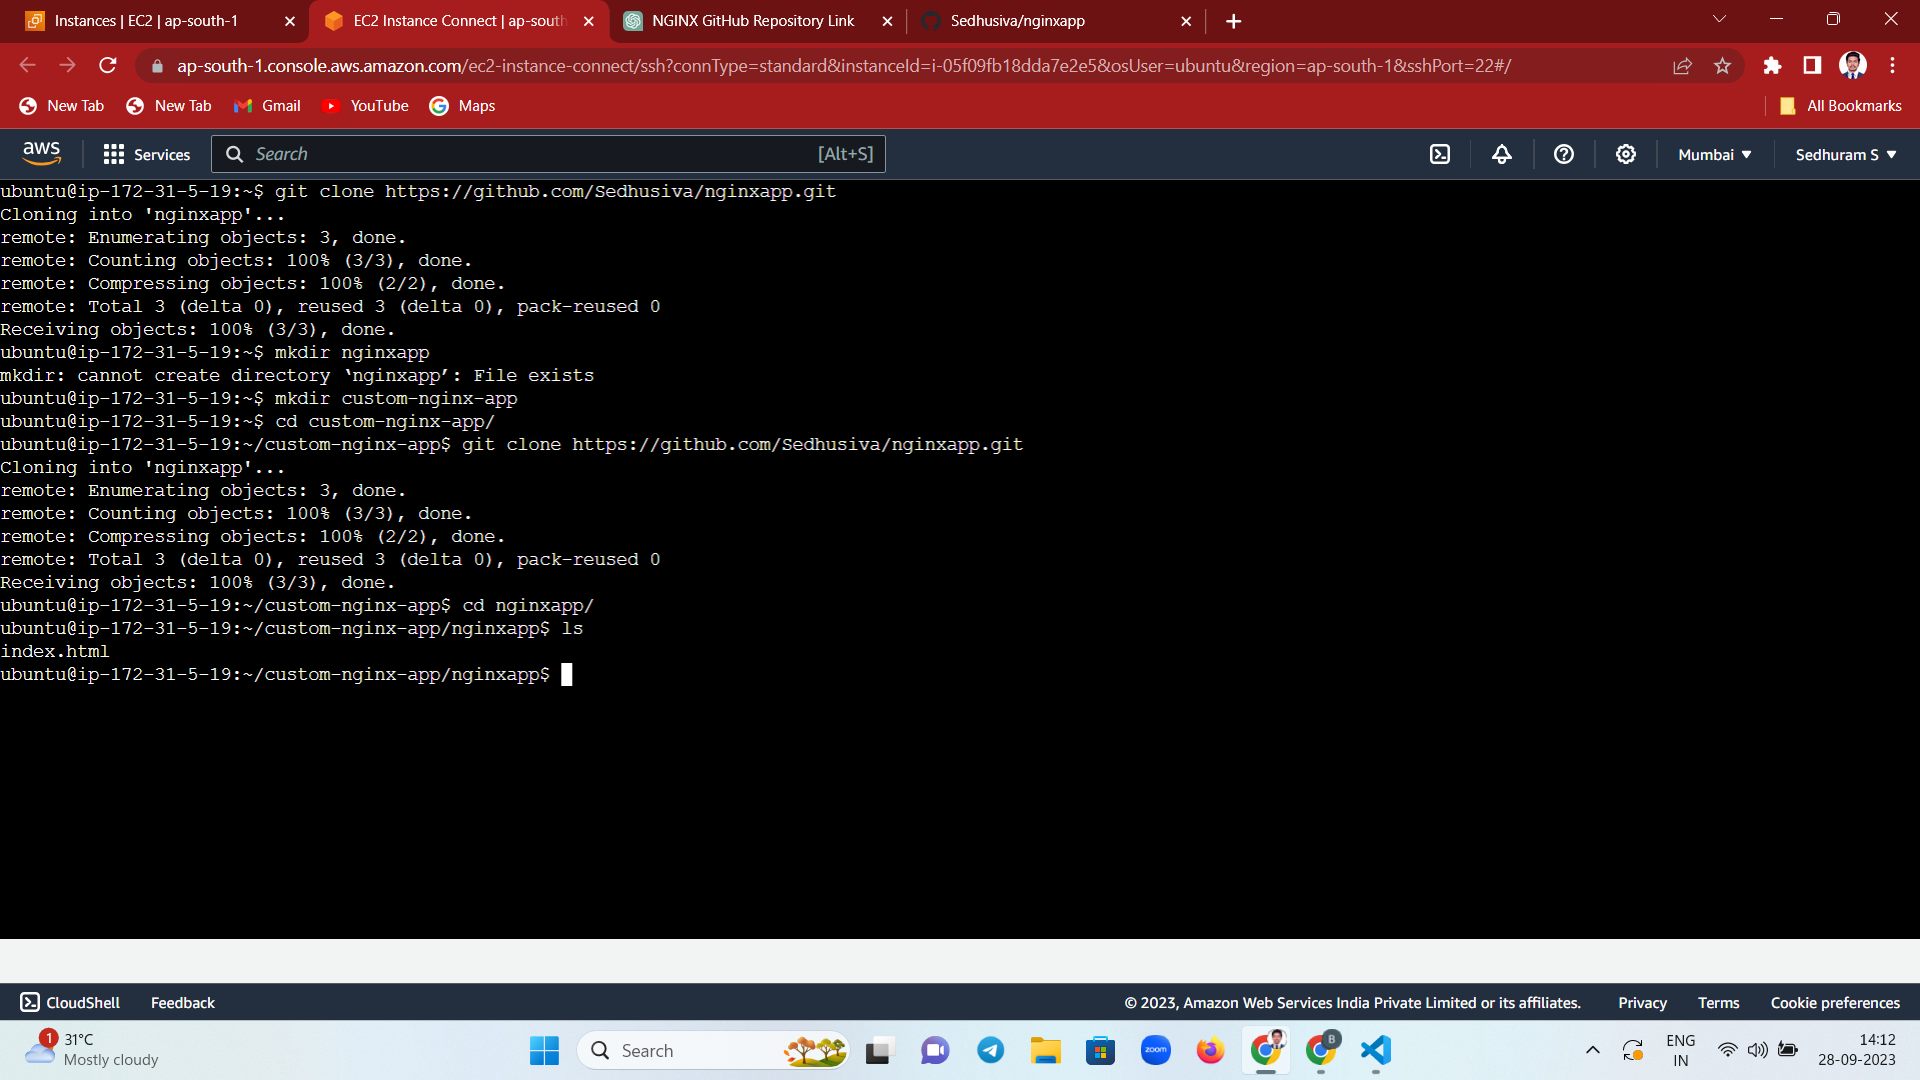 Instances | EC2 | ap-south-1
EC2 Instance Connect | ap-south
NGINX GitHub Repository Link
Sedhusiva/nginxapp
ap-south-1.console.aws.amazon.com/ec2-instance-connect/ssh?connType=standard&instanceId=i-05f09fb18dda7e2e5&osUser=ubuntu&region=ap-south-1&sshPort=22#/
New Tab
New Tab
Gmail
YouTube
Maps
All Bookmarks
aws
Services
Search
[Alt+S]
Mumbai
Sedhuram S
ubuntu@ip-172-31-5-19:~$ git clone https://github.com/Sedhusiva/nginxapp.git
Cloning into 'nginxapp'...
remote: Enumerating objects: 3, done.
remote: Counting objects: 100% (3/3), done.
remote: Compressing objects: 100% (2/2), done.
remote: Total 3 (delta 0), reused 3 (delta 0), pack-reused 0
Receiving objects: 100% (3/3), done.
ubuntu@ip-172-31-5-19:~$ mkdir nginxapp
mkdir: cannot create directory ‘nginxapp’: File exists
ubuntu@ip-172-31-5-19:~$ mkdir custom-nginx-app
ubuntu@ip-172-31-5-19:~$ cd custom-nginx-app/
ubuntu@ip-172-31-5-19:~/custom-nginx-app$ git clone https://github.com/Sedhusiva/nginxapp.git
Cloning into 'nginxapp'...
remote: Enumerating objects: 3, done.
remote: Counting objects: 100% (3/3), done.
remote: Compressing objects: 100% (2/2), done.
remote: Total 3 (delta 0), reused 3 (delta 0), pack-reused 0
Receiving objects: 100% (3/3), done.
ubuntu@ip-172-31-5-19:~/custom-nginx-app$ cd nginxapp/
ubuntu@ip-172-31-5-19:~/custom-nginx-app/nginxapp$ ls
index.html
ubuntu@ip-172-31-5-19:~/custom-nginx-app/nginxapp$
CloudShell
Feedback
© 2023, Amazon Web Services India Private Limited or its affiliates.
Privacy
Terms
Cookie preferences
1
31°C
Mostly cloudy
Search
zoom
B
ENG
IN
14:12
28-09-2023